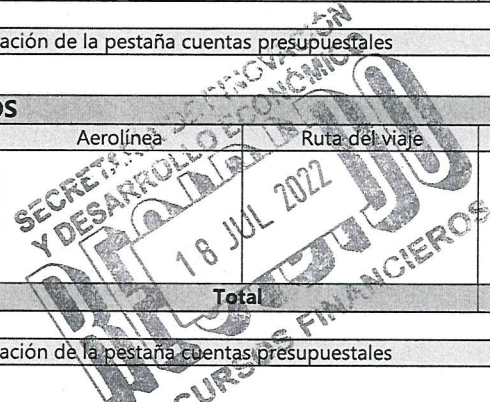 ación de la pestaña cuentas presupuestales
OS
Aerolínea Ruta del viaje
SECRETARÍA DE INNOVACIÓN
Y DESARROLLO ECONÓMICO
RECIBIDO
18 JUL 2022
RECURSOS FINANCIEROS
Total
ación de la pestaña cuentas presupuestales